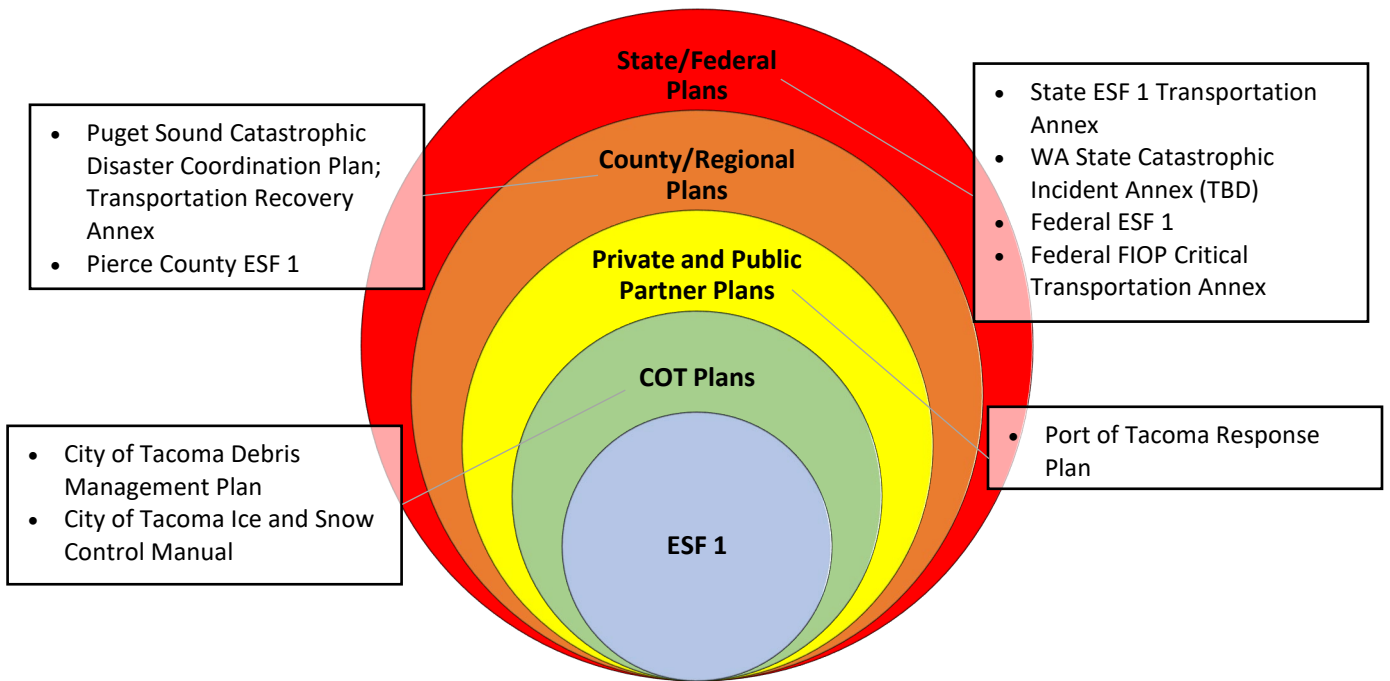 State/Federal
Plans
County/Regional
Plans
Private and Public
Partner Plans
COT Plans
ESF 1
• Puget Sound Catastrophic
Disaster Coordination Plan;
Transportation Recovery
Annex
• Pierce County ESF 1
• State ESF 1 Transportation
Annex
• WA State Catastrophic
Incident Annex (TBD)
• Federal ESF 1
• Federal FIOP Critical
Transportation Annex
• City of Tacoma Debris
Management Plan
• City of Tacoma Ice and Snow
Control Manual
• Port of Tacoma Response
Plan